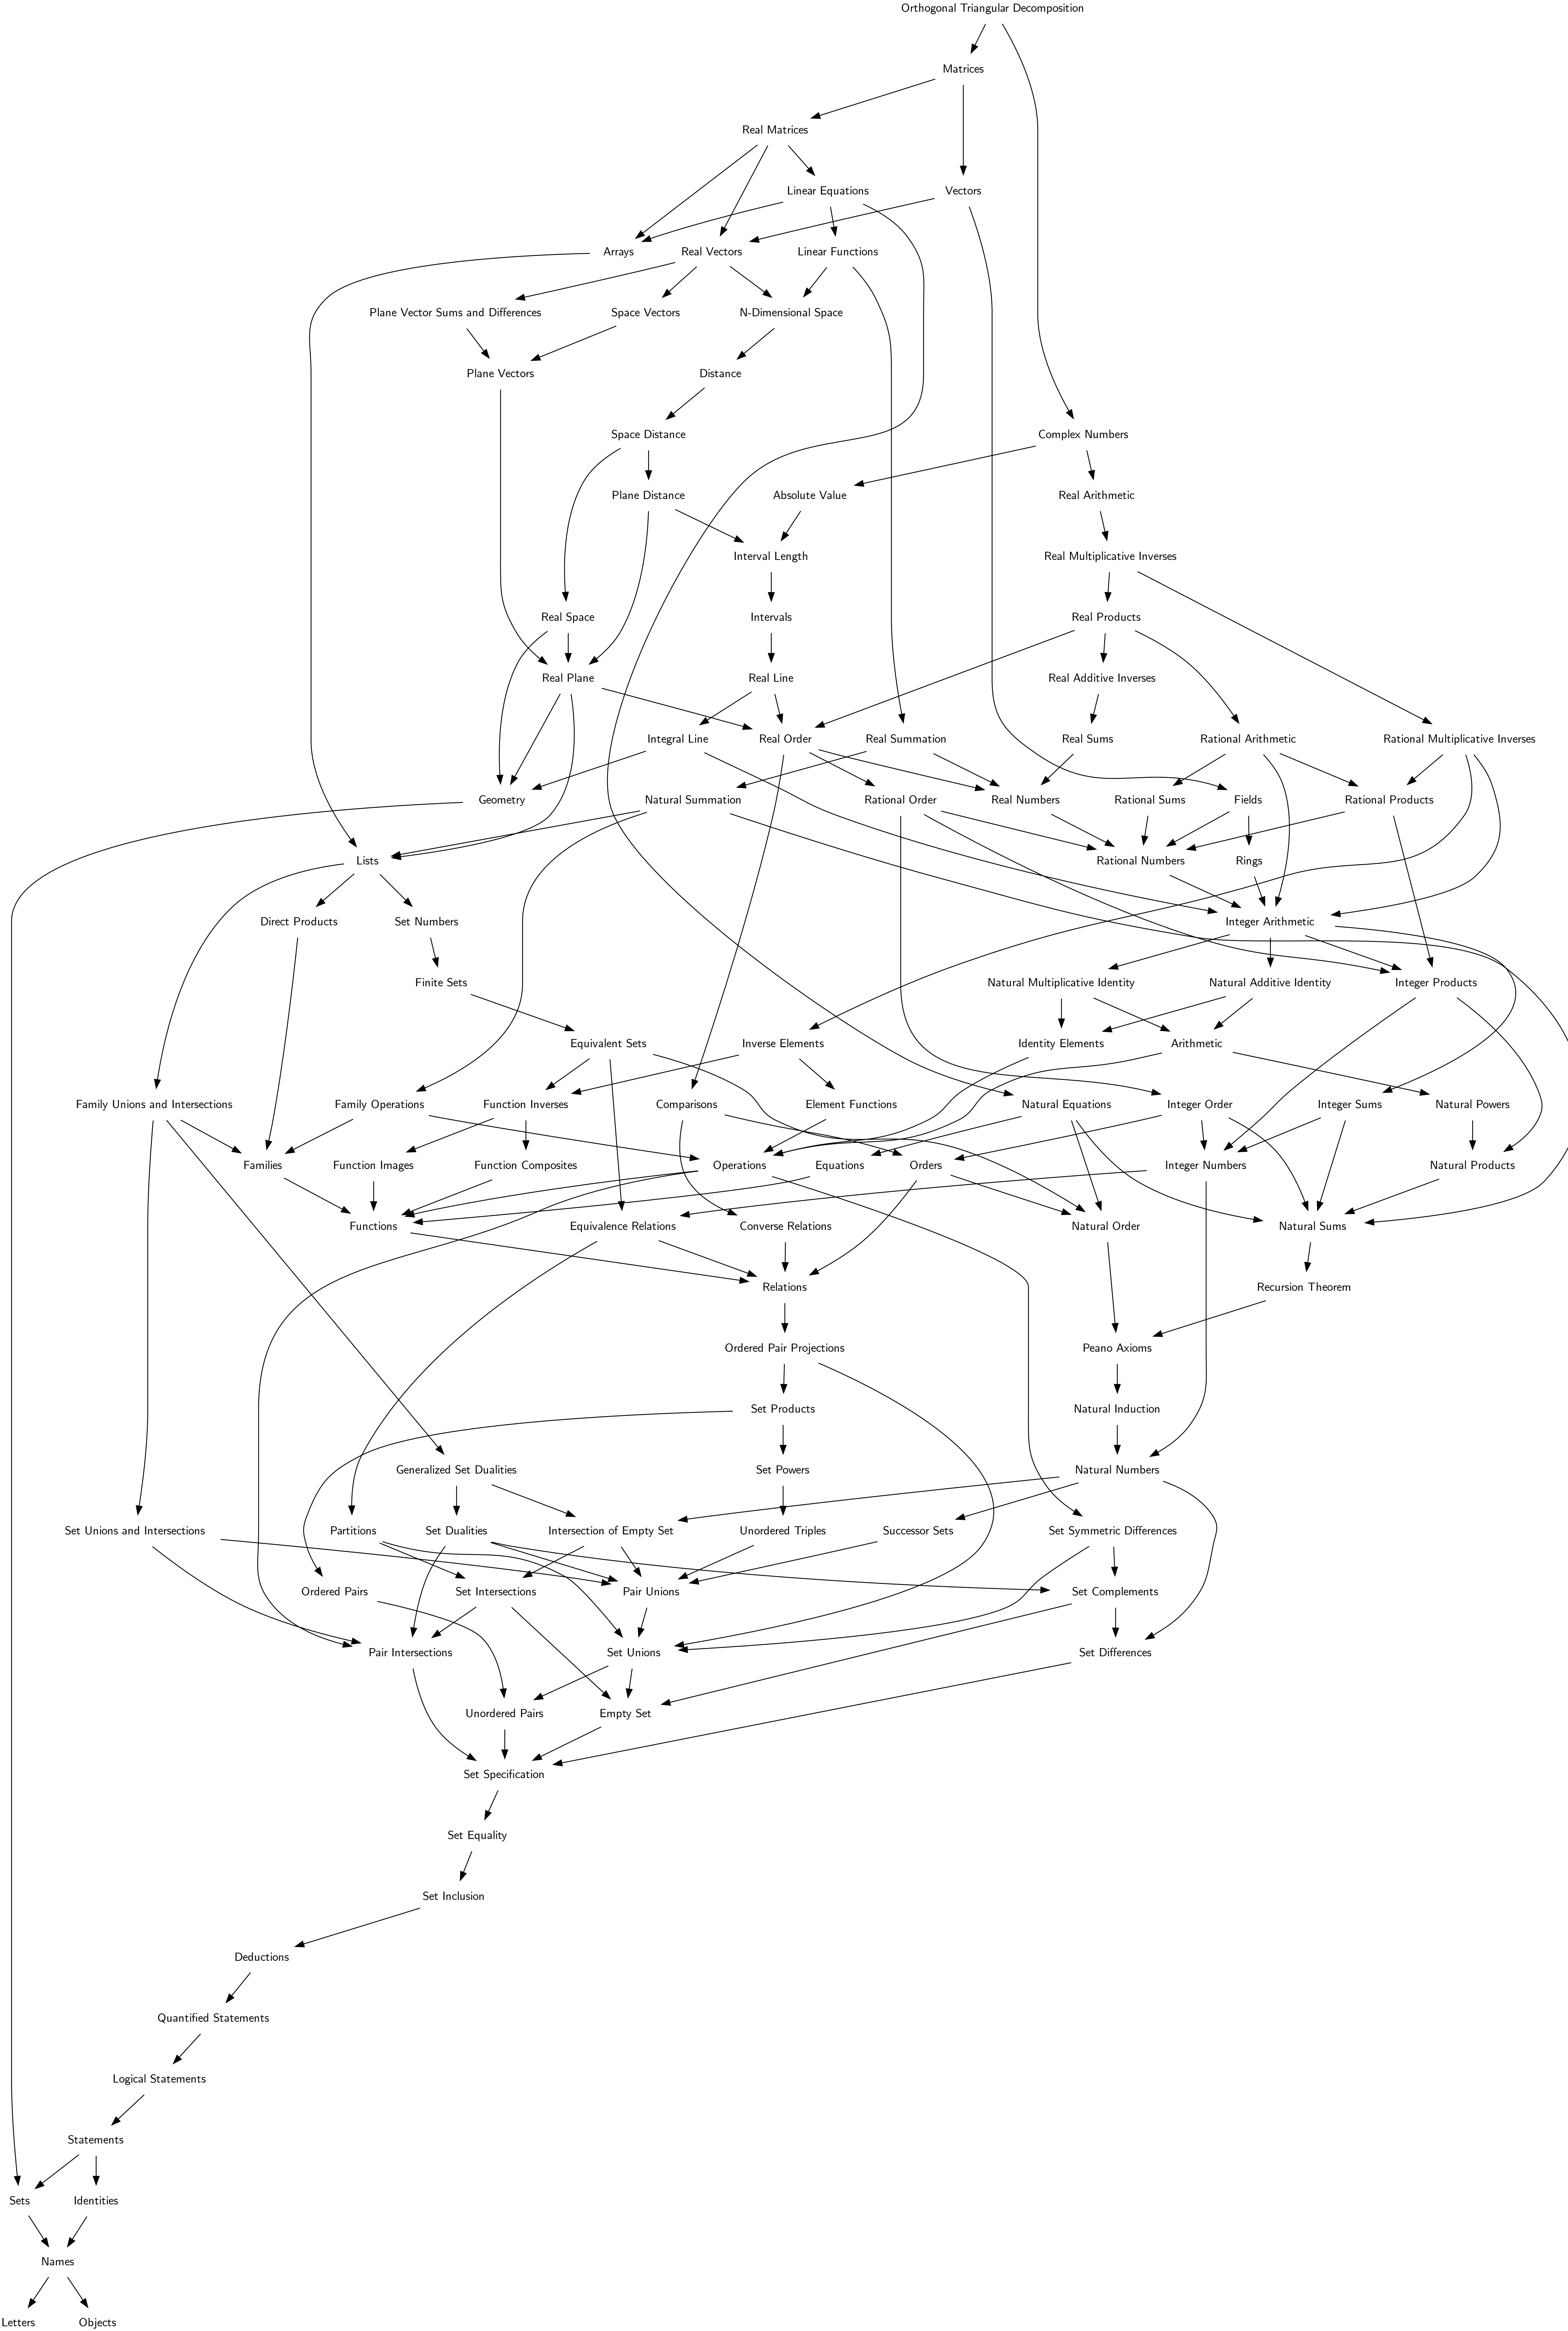 Orthogonal Triangular Decomposition
Matrices
Real Matrices
Linear Equations
Vectors
Arrays
Real Vectors
Linear Functions
Plane Vector Sums and Differences
Space Vectors
N-Dimensional Space
Plane Vectors
Distance
Space Distance
Complex Numbers
Plane Distance
Absolute Value
Real Arithmetic
Interval Length
Real Multiplicative Inverses
Real Space
Intervals
Real Products
Real Plane
Real Line
Real Additive Inverses
Integral Line
Real Order
Real Summation
Real Sums
Rational Arithmetic
Rational Multiplicative Inverses
Geometry
Natural Summation
Rational Order
Real Numbers
Rational Sums
Fields
Rational Products
Lists
Rational Numbers
Rings
Direct Products
Set Numbers
Integer Arithmetic
Finite Sets
Natural Multiplicative Identity
Natural Additive Identity
Integer Products
Equivalent Sets
Inverse Elements
Identity Elements
Arithmetic
Family Unions and Intersections
Family Operations
Function Inverses
Comparisons
Element Functions
Natural Equations
Integer Order
Integer Sums
Natural Powers
Families
Function Images
Function Composites
Operations
Equations
Orders
Integer Numbers
Natural Products
Functions
Equivalence Relations
Converse Relations
Natural Order
Natural Sums
Relations
Recursion Theorem
Ordered Pair Projections
Peano Axioms
Set Products
Natural Induction
Generalized Set Dualities
Set Powers
Natural Numbers
Set Unions and Intersections
Partitions
Set Dualities
Intersection of Empty Set
Unordered Triples
Successor Sets
Set Symmetric Differences
Ordered Pairs
Set Intersections
Pair Unions
Set Complements
Pair Intersections
Set Unions
Set Differences
Unordered Pairs
Empty Set
Set Specification
Set Equality
Set Inclusion
Deductions
Quantified Statements
Logical Statements
Statements
Sets
Identities
Names
Letters
Objects